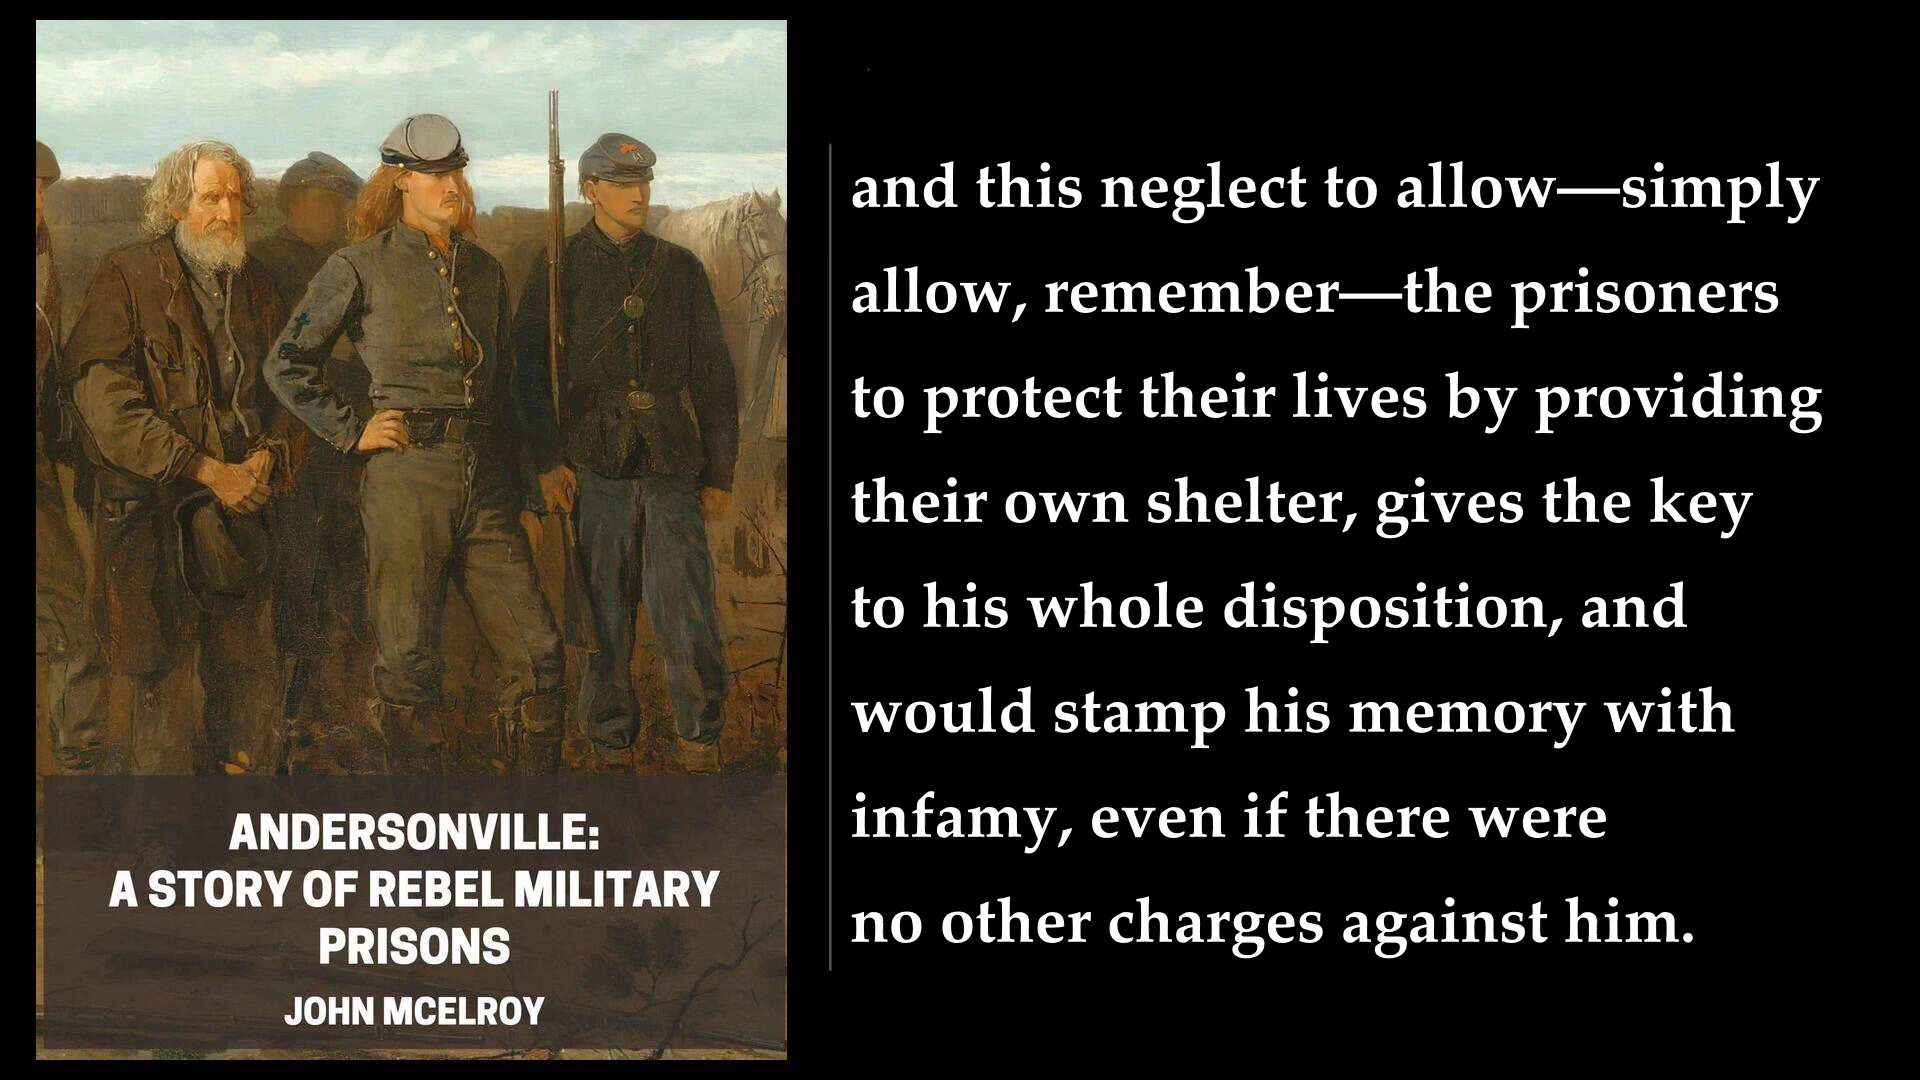 ANDERSONVILLE:
A STORY OF REBEL MILITARY
PRISONS
JOHN MCELROY
and this neglect to allow—simply
allow, remember—the prisoners
to protect their lives by providing
their own shelter, gives the key
to his whole disposition, and
would stamp his memory with
infamy, even if there were
no other charges against him.